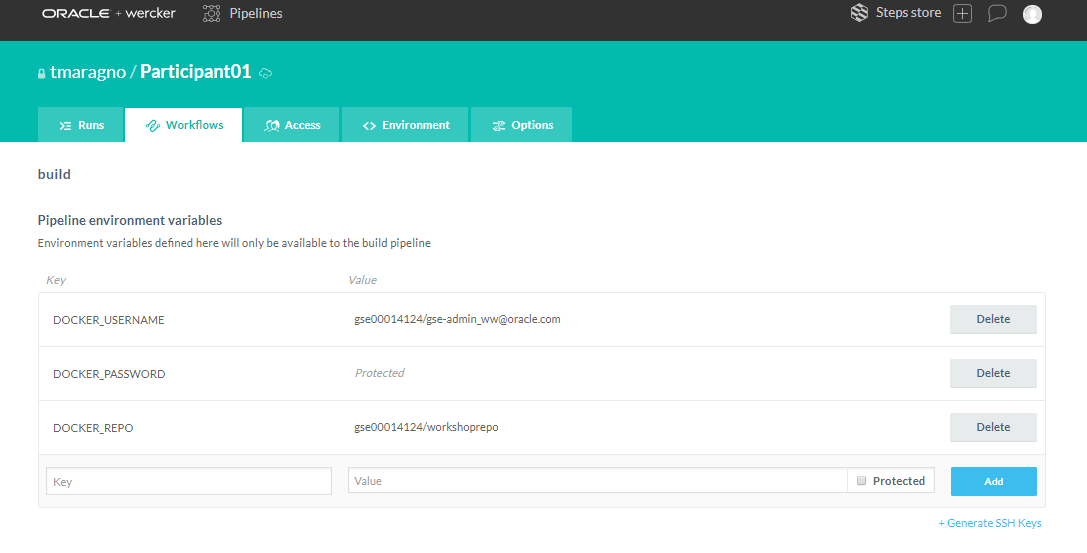 ORACLE + wercker Pipelines Steps store
tmaragno / Participant01
Runs Workflows Access Environment Options
build
Pipeline environment variables
Environment variables defined here will only be available to the build pipeline
Key Value
DOCKER_USERNAME gse00014124/gse-admin_ww@oracle.com Delete
DOCKER_PASSWORD Protected Delete
DOCKER_REPO gse00014124/workshoprepo Delete
Key Value Protected Add
+ Generate SSH Keys